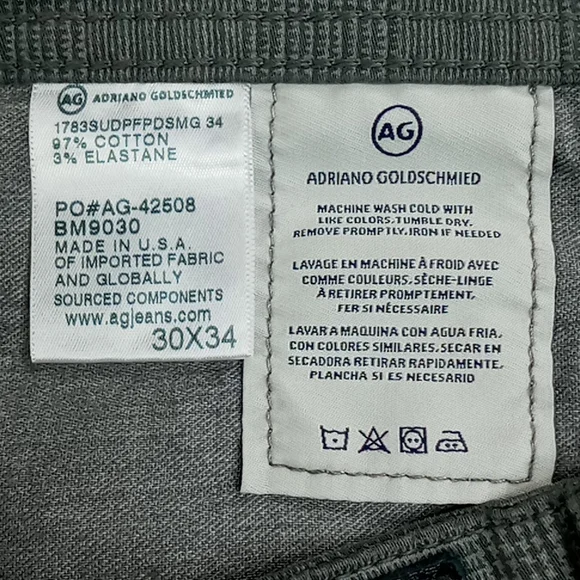 AG ADRIANO GOLDSCHMIED
1783SUDPFPDSMG 34
97% COTTON
3% ELASTANE
PO#AG-42508
BM9030
MADE IN U.S.A.
OF IMPORTED FABRIC
AND GLOBALLY
SOURCED COMPONENTS
www.agjeans.com
30X34
AG
ADRIANO GOLDSCHMIED
MACHINE WASH COLD WITH
LIKE COLORS. TUMBLE DRY.
REMOVE PROMPTLY. IRON IF NEEDED
LAVAGE EN MACHINE À FROID AVEC
COMME COULEURS. SÈCHE-LINGE
À RETIRER PROMPTEMENT.
FER SI NÉCESSAIRE
LAVAR A MAQUINA CON AGUA FRIA,
CON COLORES SIMILARES. SECAR EN
SECADORA RETIRAR RAPIDAMENTE,
PLANCHA SI ES NECESARIO